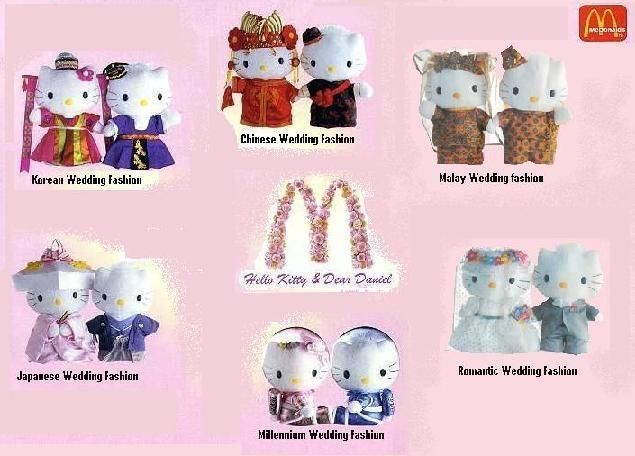 McDonald's
Chinese Wedding Fashion
Korean Wedding Fashion
Malay Wedding fashion
Hello Kitty & Dear Daniel
Japanese Wedding Fashion
Romantic Wedding Fashion
Millennium Wedding Fashion